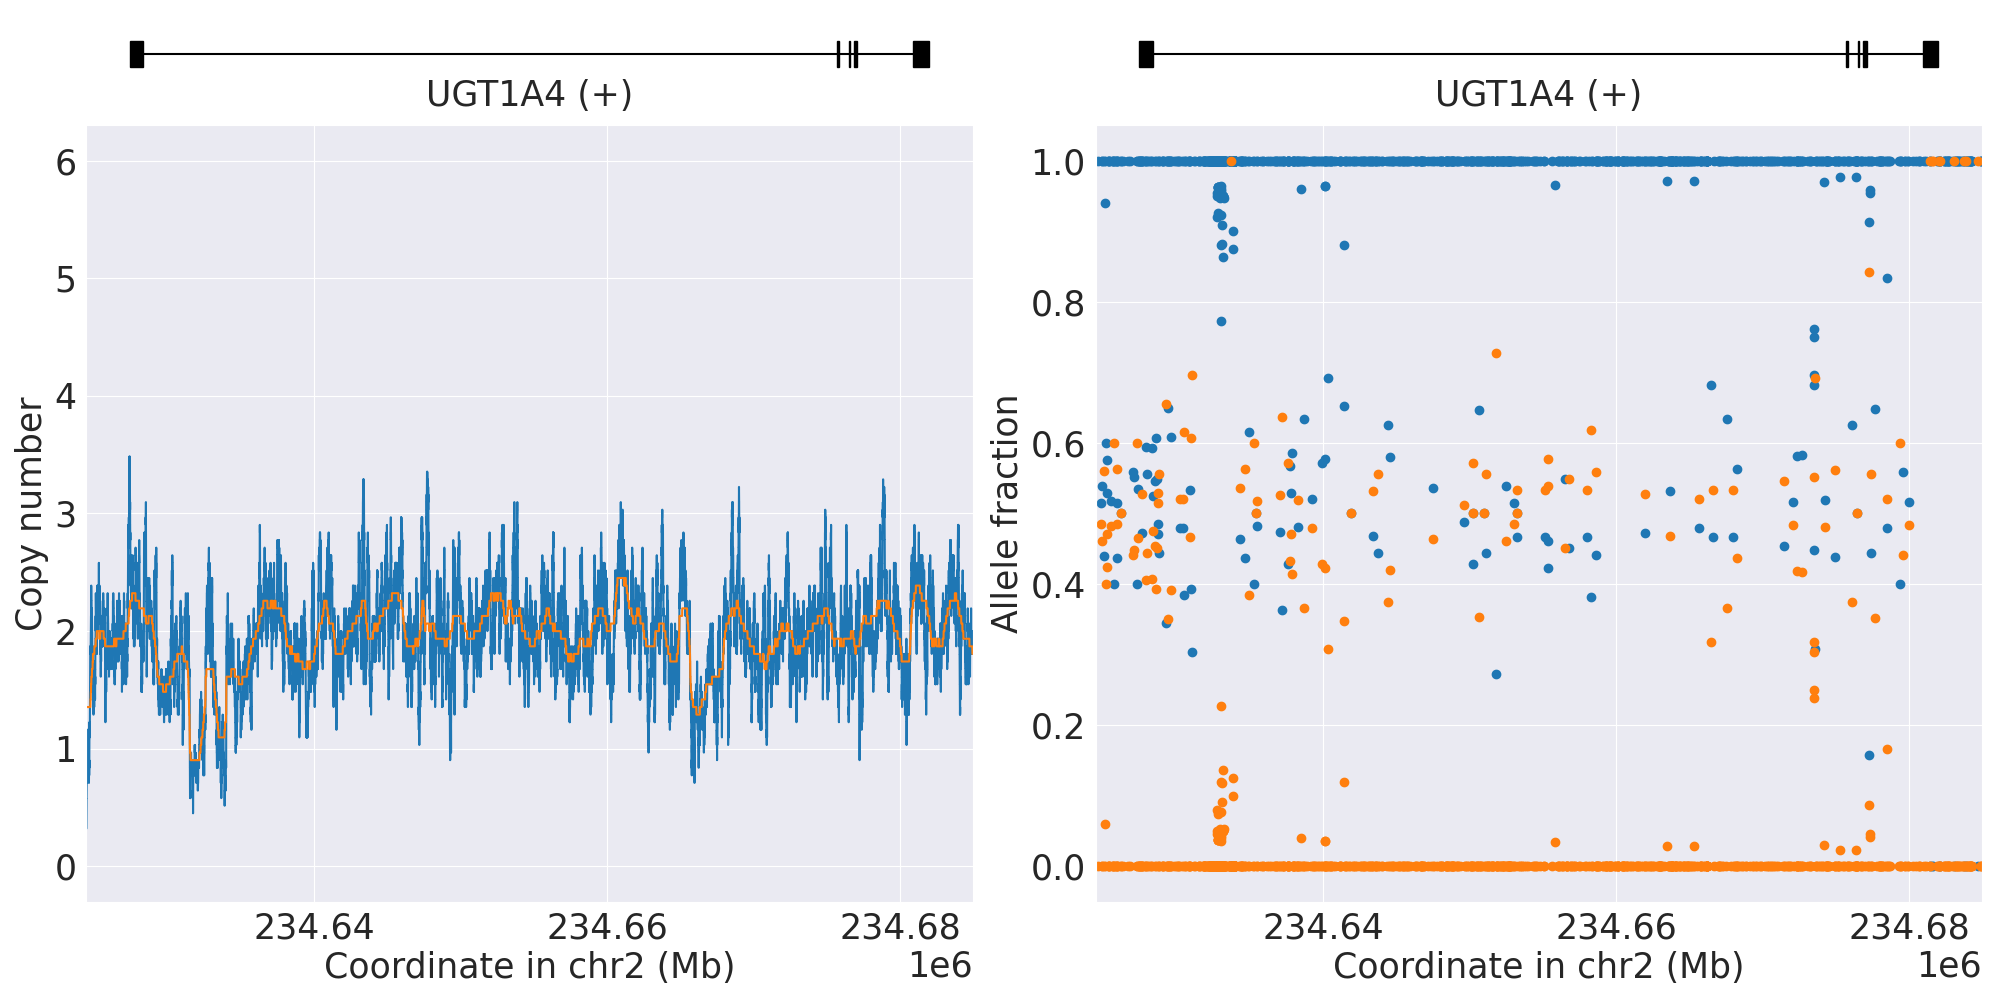 UGT1A4 (+)
Copy number
6
5
4
3
2
1
0
234.64
234.66
234.68
1e6
Coordinate in chr2 (Mb)
UGT1A4 (+)
Allele fraction
1.0
0.8
0.6
0.4
0.2
0.0
234.64
234.66
234.68
1e6
Coordinate in chr2 (Mb)